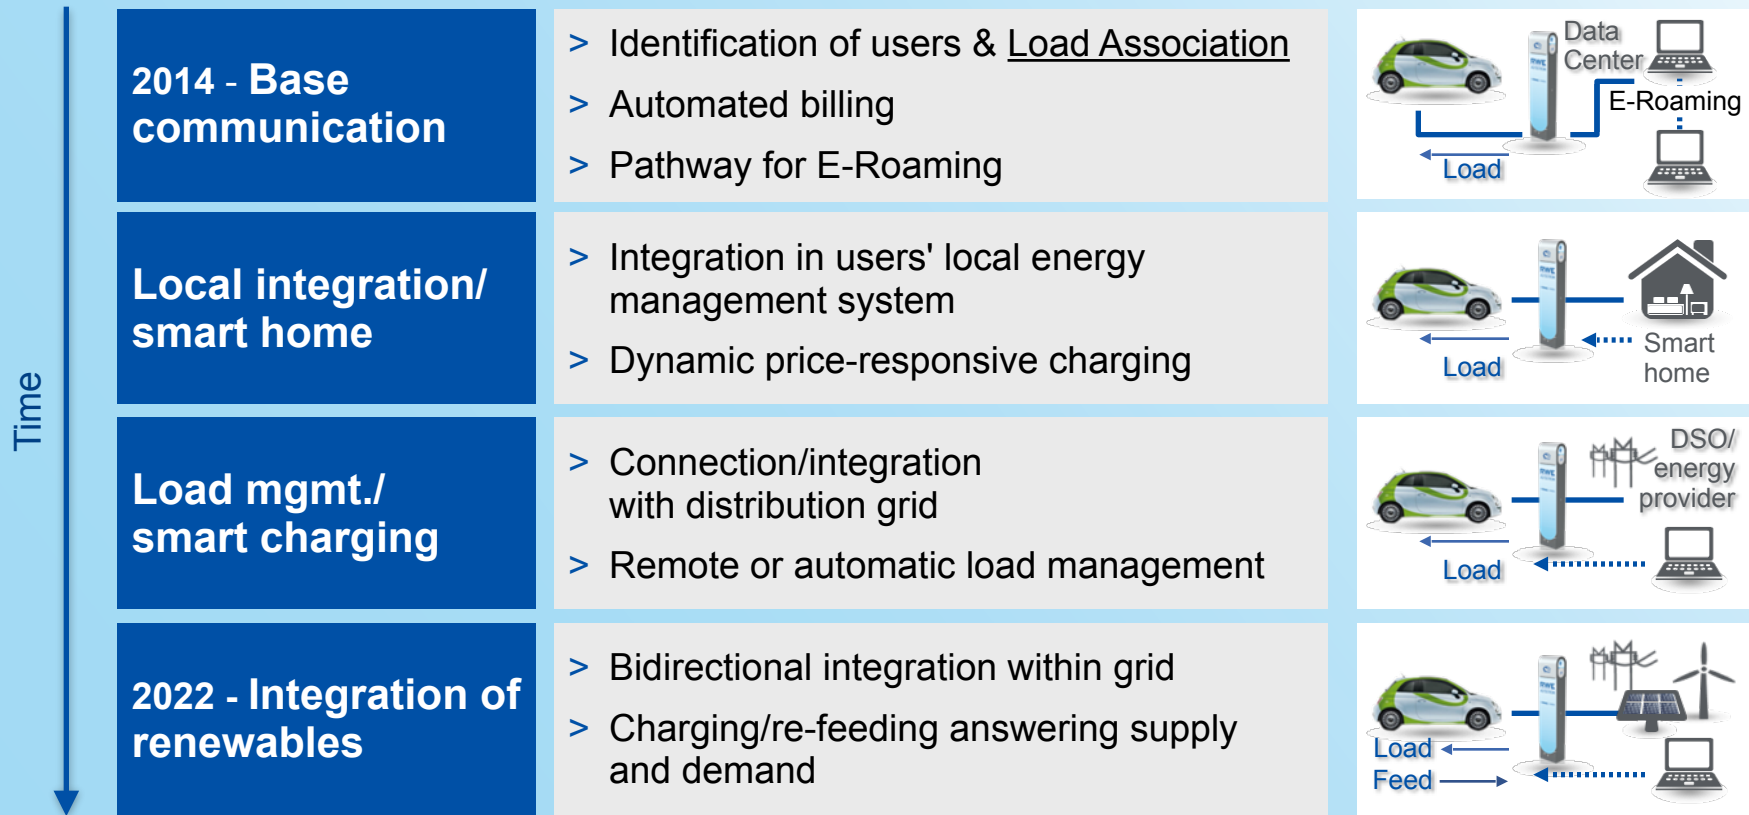 Time
2014 - Base
communication
> Identification of users & Load Association
> Automated billing
> Pathway for E-Roaming
Data
Center
E-Roaming
Load
Local integration/
smart home
> Integration in users' local energy
management system
> Dynamic price-responsive charging
Load
Smart
home
Load mgmt./
smart charging
> Connection/integration
with distribution grid
> Remote or automatic load management
DSO/
energy
provider
Load
2022 - Integration of
renewables
> Bidirectional integration within grid
> Charging/re-feeding answering supply
and demand
Load
Feed